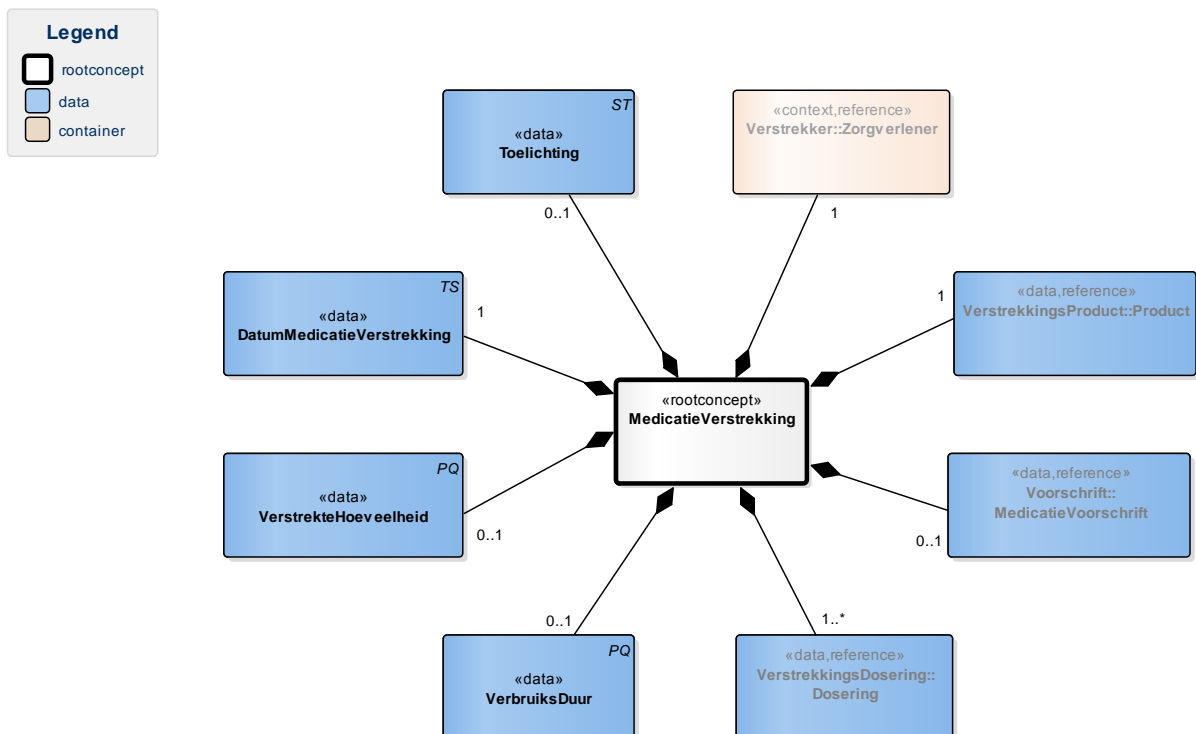 Legend
rootconcept
data
container
ST
«data»
Toelichting
0..1
«context,reference»
Verstrekker::Zorgverlener
1
TS
«data»
DatumMedicatieVerstrekking
1
«data,reference»
VerstrekkingsProduct::Product
1
«rootconcept»
MedicatieVerstrekking
PQ
«data»
VerstrekteHoeveelheid
0..1
«data,reference»
Voorschrift::
MedicatieVoorschrift
0..1
0..1
PQ
«data»
VerbruiksDuur
1..*
«data,reference»
VerstrekkingsDosering::
Dosering